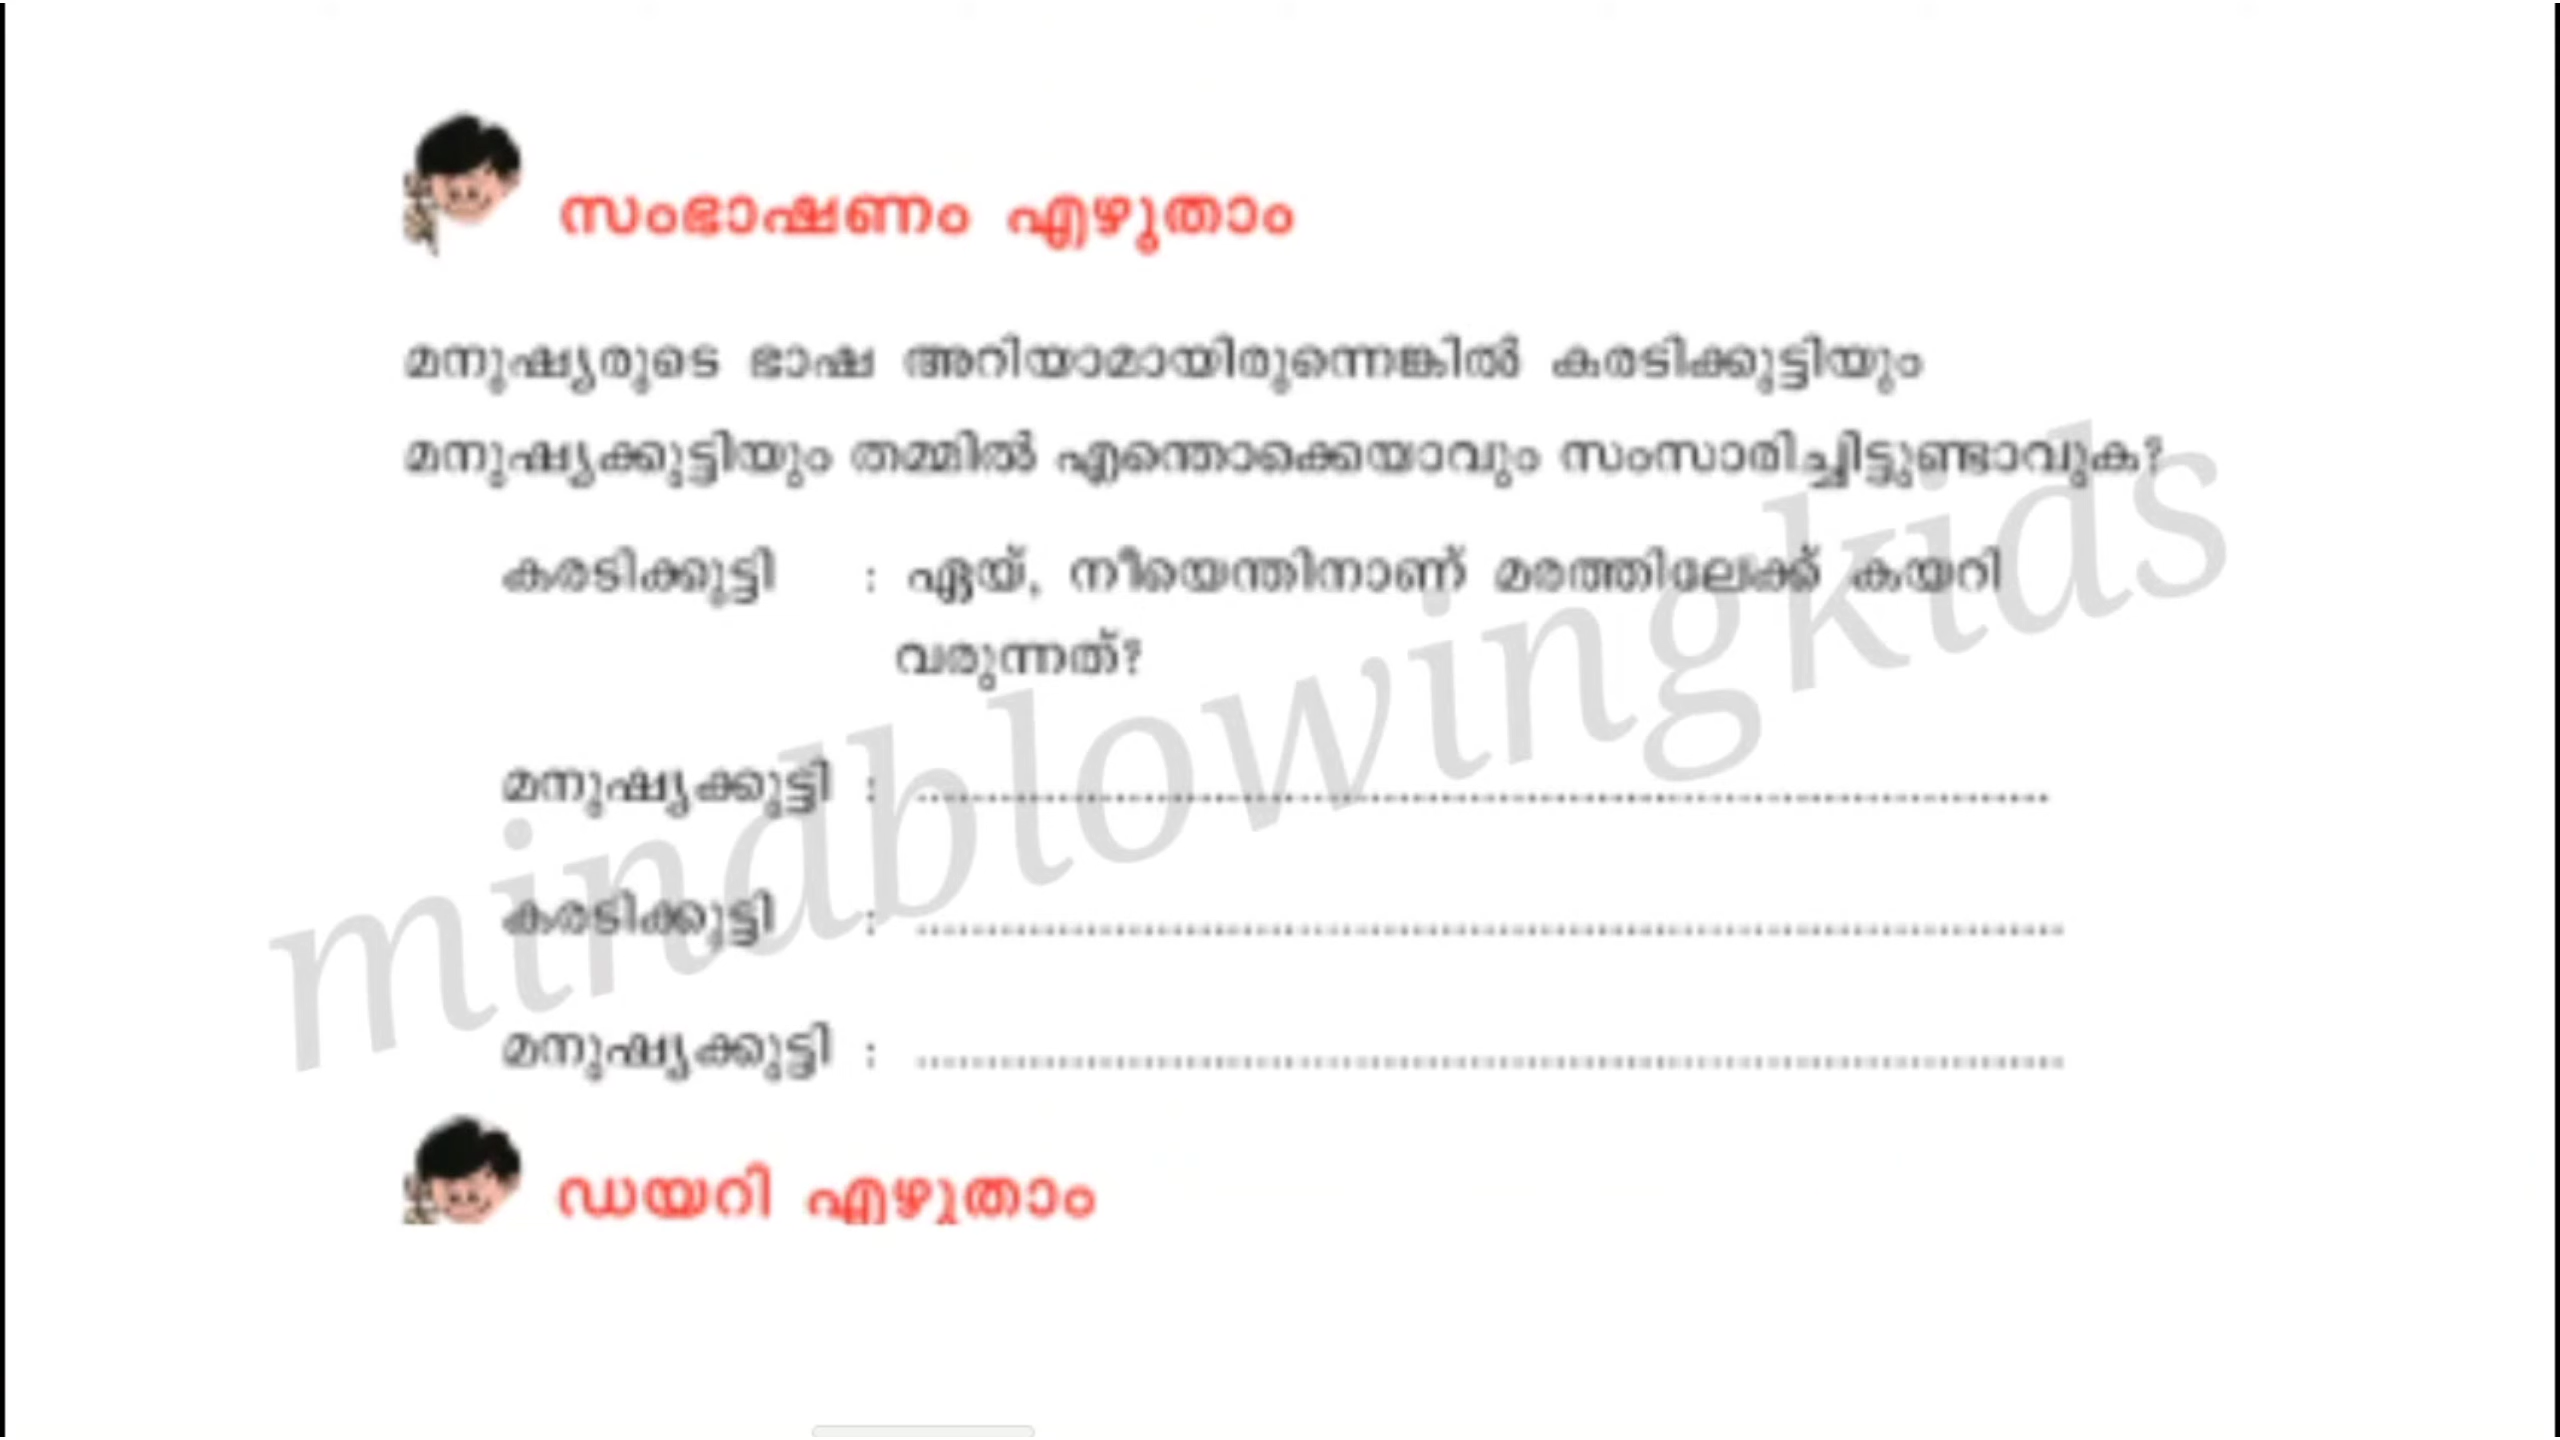 സംഭാഷണം എഴുതാം
മനുഷ്യരുടെ ഭാഷ അറിയാമായിരുന്നെങ്കിൽ കരടിക്കുട്ടിയും
മനുഷ്യക്കുട്ടിയും തമ്മിൽ എന്തൊക്കെയാവും സംസാരിച്ചിട്ടുണ്ടാവുക?
കരടിക്കുട്ടി : ഏയ്, നീയെന്തിനാണ് മരത്തിലേക്ക് കയറി
വരുന്നത്?
മനുഷ്യക്കുട്ടി : ........................................................................
കരടിക്കുട്ടി : ........................................................................
മനുഷ്യക്കുട്ടി : ........................................................................
ഡയറി എഴുതാം
mindblowingkids